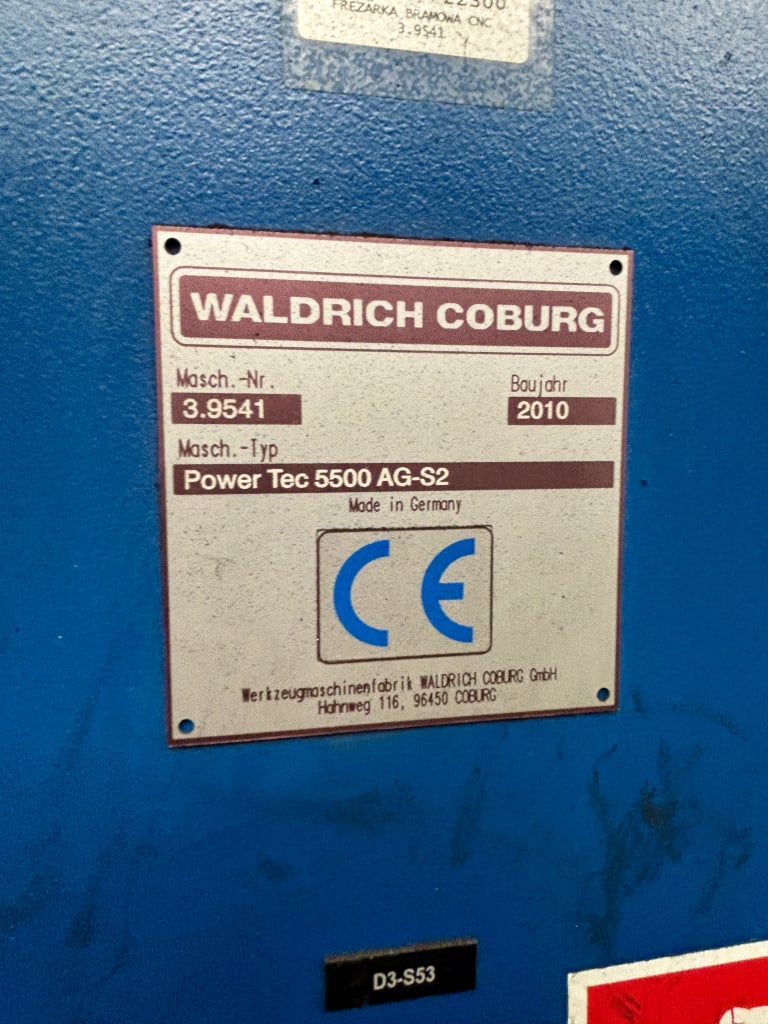 22300
FREZARKA BRAMOWA CNC
3.9541
WALDRICH COBURG
Masch.-Nr.
Baujahr
3.9541
2010
Masch.-Typ
Power Tec 5500 AG-S2
Made in Germany
CE
Werkzeugmaschinenfabrik WALDRICH COBURG GmbH
Hahnweg 116, 96450 COBURG
D3-S53